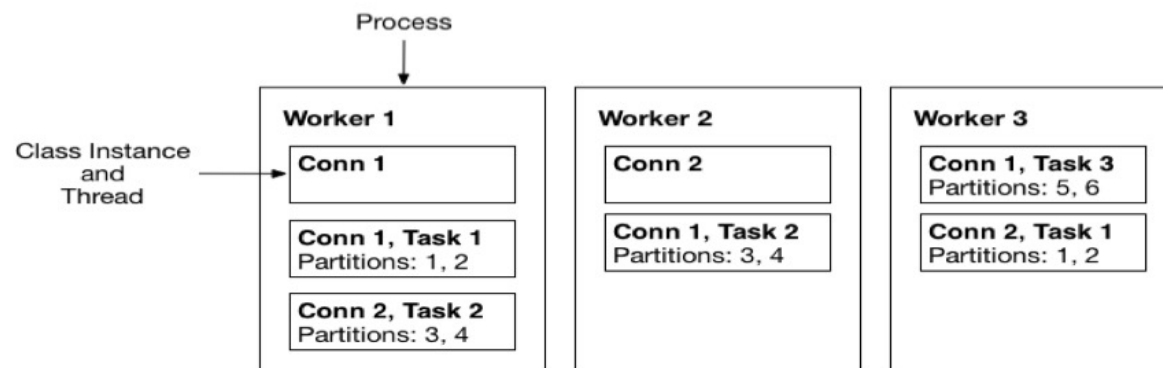 Process
Class Instance
and
Thread
Worker 1
Conn 1
Conn 1, Task 1
Partitions: 1, 2
Conn 2, Task 2
Partitions: 3, 4
Worker 2
Conn 2
Conn 1, Task 2
Partitions: 3, 4
Worker 3
Conn 1, Task 3
Partitions: 5, 6
Conn 2, Task 1
Partitions: 1, 2